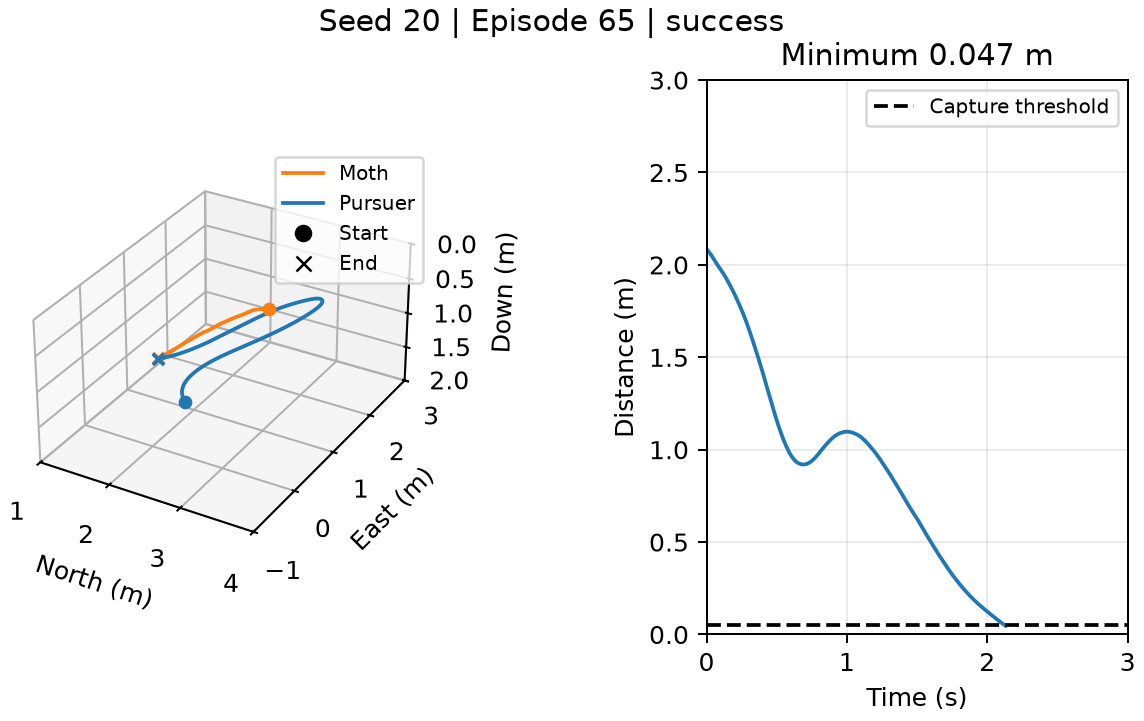 Seed 20 | Episode 65 | success
Moth
Pursuer
Start
End
0.0
0.5
1.0
1.5
2.0
Down (m)
3
2
1
0
−1
East (m)
1
2
3
4
North (m)
Minimum 0.047 m
Capture threshold
3.0
2.5
2.0
1.5
1.0
0.5
0.0
Distance (m)
0
1
2
3
Time (s)